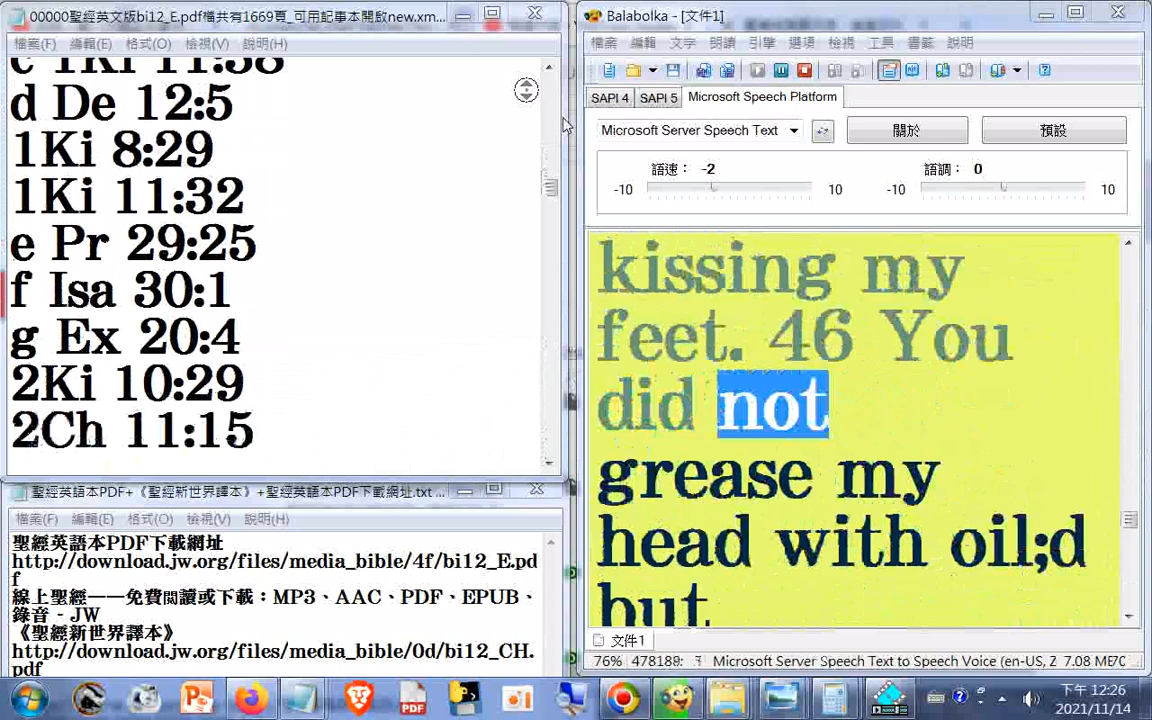 00000聖經英文版bi12_E.pdf檔共有1669頁_可用記事本開啟new.xm...
檔案(F) 編輯(E) 格式(O) 檢視(V) 說明(H)
c 1Ki 11:38
d De 12:5
1Ki 8:29
1Ki 11:32
e Pr 29:25
f Isa 30:1
g Ex 20:4
2Ki 10:29
2Ch 11:15
聖經英語本PDF+《聖經新世界譯本》+聖經英語本PDF下載網址.txt ...
檔案(F) 編輯(E) 格式(O) 檢視(V) 說明(H)
聖經英語本PDF下載網址
http://download.jw.org/files/media_bible/4f/bi12_E.pd
f
線上聖經——免費閱讀或下載：MP3、AAC、PDF、EPUB、
錄音 - JW
《聖經新世界譯本》
http://download.jw.org/files/media_bible/0d/bi12_CH.
pdf
Balabolka - [文件1]
檔案 編輯 文字 朗讀 引擎 選項 檢視 工具 書籤 說明
SAPI 4 SAPI 5 Microsoft Speech Platform
Microsoft Server Speech Text 關於 預設
語速： -2 語調： 0
-10 10 -10 10
kissing my
feet. 46 You
did not
grease my
head with oil;d
but
文件1
76% 478188: Microsoft Server Speech Text to Speech Voice (en-US, Z 7.08 ME
下午 12:26
2021/11/14